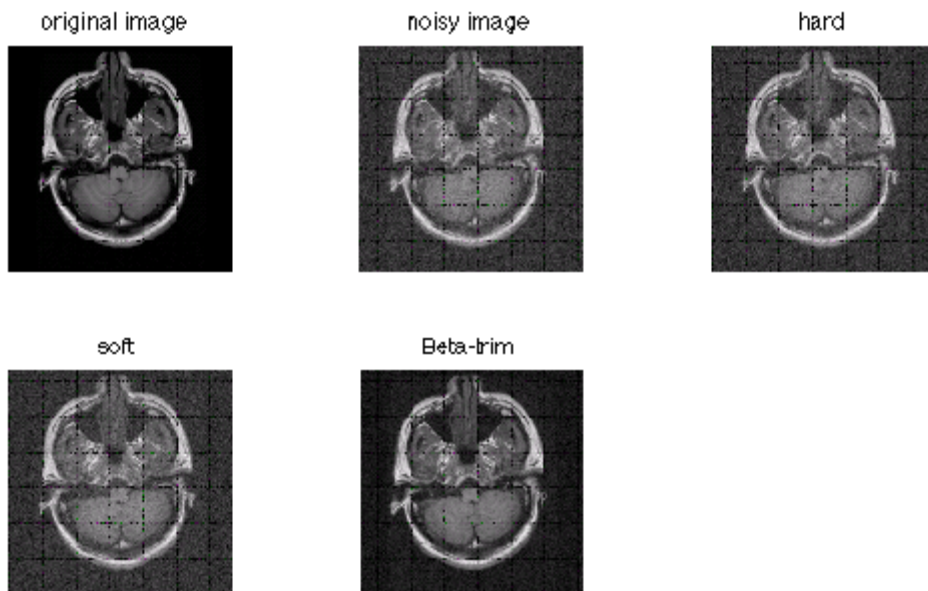 original image
noisy image
hard
soft
Beta-trim